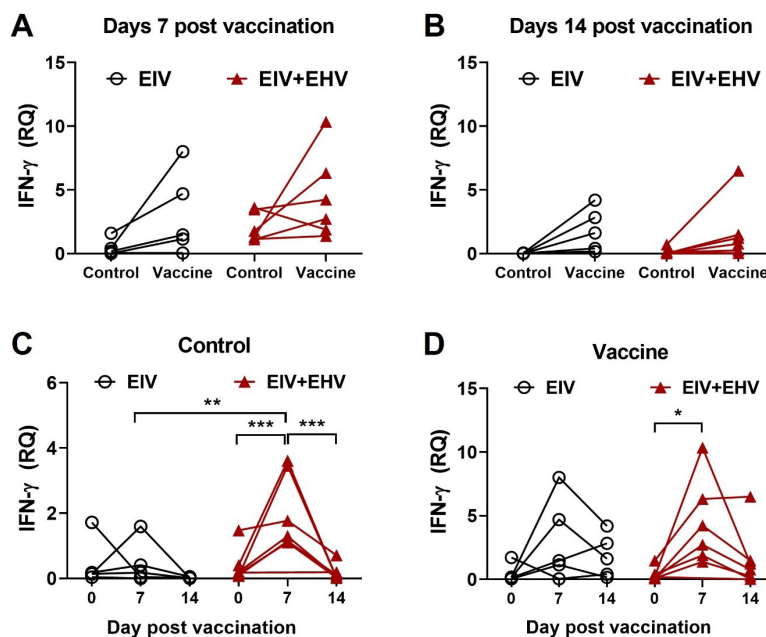 A
Days 7 post vaccination
EIV
EIV+EHV
IFN-γ (RQ)
15
10
5
0
Control
Vaccine
Control
Vaccine
B
Days 14 post vaccination
EIV
EIV+EHV
IFN-γ (RQ)
15
10
5
0
Control
Vaccine
Control
Vaccine
C
Control
EIV
EIV+EHV
IFN-γ (RQ)
6
4
2
0
**
***
***
0
7
14
0
7
14
Day post vaccination
D
Vaccine
EIV
EIV+EHV
IFN-γ (RQ)
15
10
5
0
*
0
7
14
0
7
14
Day post vaccination